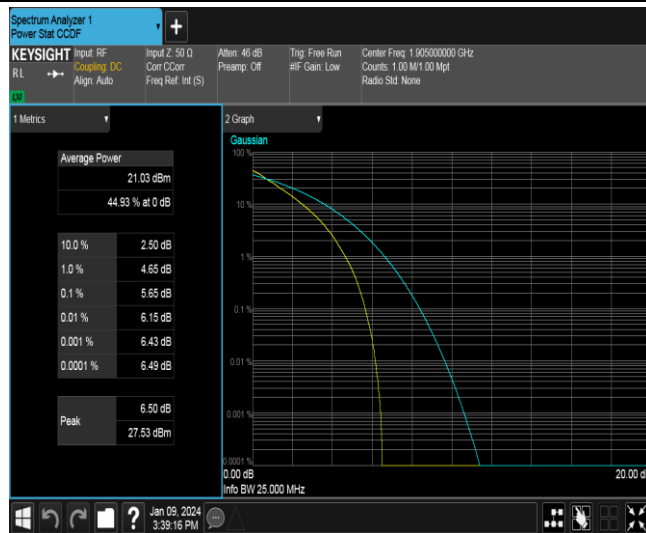 Spectrum Analyzer 1
Power Stat CCDF
+
KEYSIGHT
RL
LXI
Input: RF
Coupling: DC
Align: Auto
Input Z: 50 Ω
Corr CCorr
Freq Ref: Int (S)
Atten: 46 dB
Preamp: Off
Trig: Free Run
#IF Gain: Low
Center Freq: 1.905000000 GHz
Counts: 1.00 M/1.00 Mpt
Radio Std: None
1 Metrics
Average Power
21.03 dBm
44.93 % at 0 dB
10.0 % 2.50 dB
1.0 % 4.65 dB
0.1 % 5.65 dB
0.01 % 6.15 dB
0.001 % 6.43 dB
0.0001 % 6.49 dB
Peak
6.50 dB
27.53 dBm
2 Graph
Gaussian
100 %
10 %
1 %
0.1 %
0.01 %
0.001 %
0.0001 %
0.00 dB
20.00 d
Info BW 25.000 MHz
?
Jan 09, 2024
3:39:16 PM